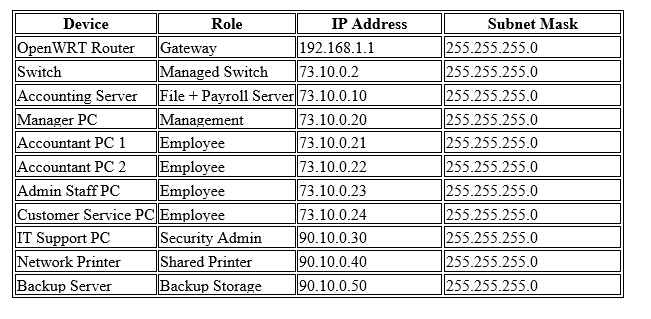 Device Role IP Address Subnet Mask
OpenWRT Router Gateway 192.168.1.1 255.255.255.0
Switch Managed Switch 73.10.0.2 255.255.255.0
Accounting Server File + Payroll Server 73.10.0.10 255.255.255.0
Manager PC Management 73.10.0.20 255.255.255.0
Accountant PC 1 Employee 73.10.0.21 255.255.255.0
Accountant PC 2 Employee 73.10.0.22 255.255.255.0
Admin Staff PC Employee 73.10.0.23 255.255.255.0
Customer Service PC Employee 73.10.0.24 255.255.255.0
IT Support PC Security Admin 90.10.0.30 255.255.255.0
Network Printer Shared Printer 90.10.0.40 255.255.255.0
Backup Server Backup Storage 90.10.0.50 255.255.255.0